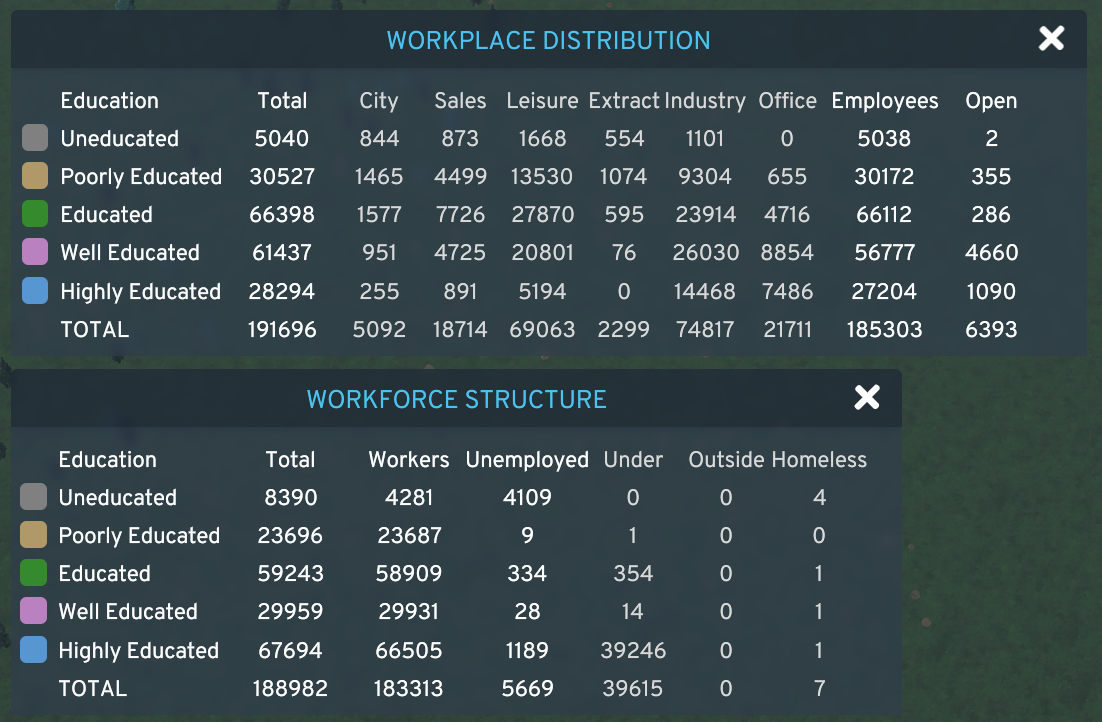 WORKPLACE DISTRIBUTION
Education Total City Sales Leisure Extract Industry Office Employees Open
Uneducated 5040 844 873 1668 554 1101 0 5038 2
Poorly Educated 30527 1465 4499 13530 1074 9304 655 30172 355
Educated 66398 1577 7726 27870 595 23914 4716 66112 286
Well Educated 61437 951 4725 20801 76 26030 8854 56777 4660
Highly Educated 28294 255 891 5194 0 14468 7486 27204 1090
TOTAL 191696 5092 18714 69063 2299 74817 21711 185303 6393
WORKFORCE STRUCTURE
Education Total Workers Unemployed Under Outside Homeless
Uneducated 8390 4281 4109 0 0 4
Poorly Educated 23696 23687 9 1 0 0
Educated 59243 58909 334 354 0 1
Well Educated 29959 29931 28 14 0 1
Highly Educated 67694 66505 1189 39246 0 1
TOTAL 188982 183313 5669 39615 0 7